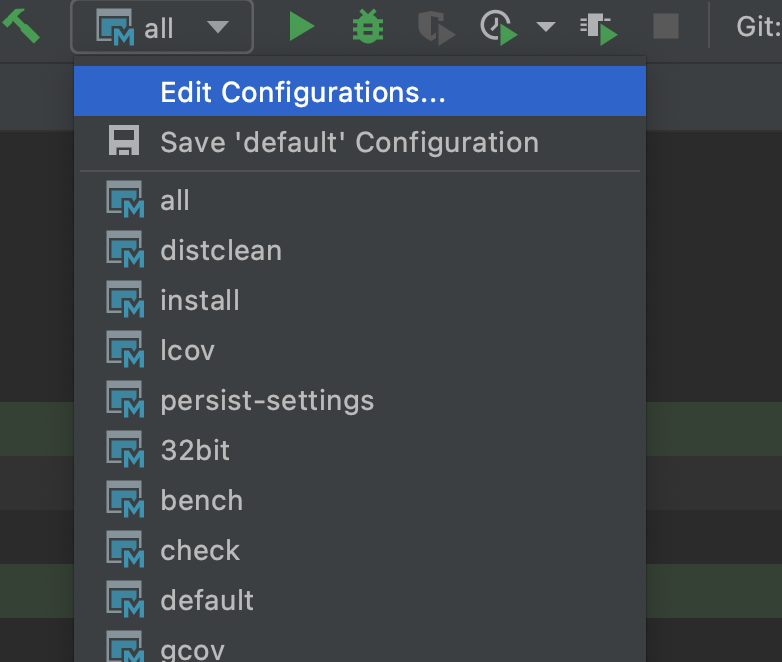 all
Git:
Edit Configurations...
Save 'default' Configuration
all
distclean
install
lcov
persist-settings
32bit
bench
check
default
gcov